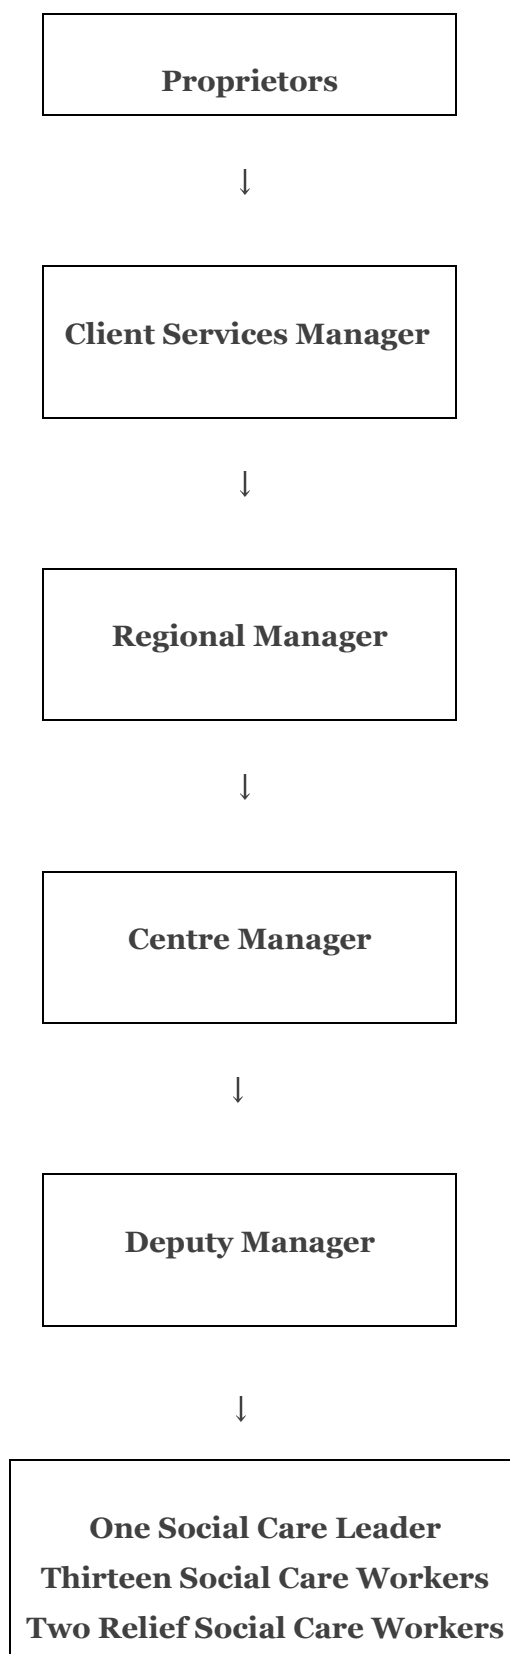 Proprietors
↓
Client Services Manager
↓
Regional Manager
↓
Centre Manager
↓
Deputy Manager
↓
One Social Care Leader
Thirteen Social Care Workers
Two Relief Social Care Workers